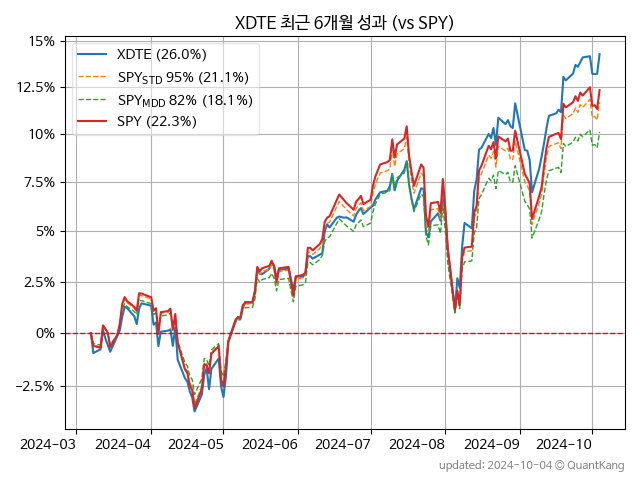 XDTE 최근 6개월 성과 (vs SPY)
XDTE (26.0%)
SPY_STD 95% (21.1%)
SPY_MDD 82% (18.1%)
SPY (22.3%)
15%
12.5%
10%
7.5%
5%
2.5%
0%
−2.5%
2024-03 2024-04 2024-05 2024-06 2024-07 2024-08 2024-09 2024-10
updated: 2024-10-04 © QuantKang